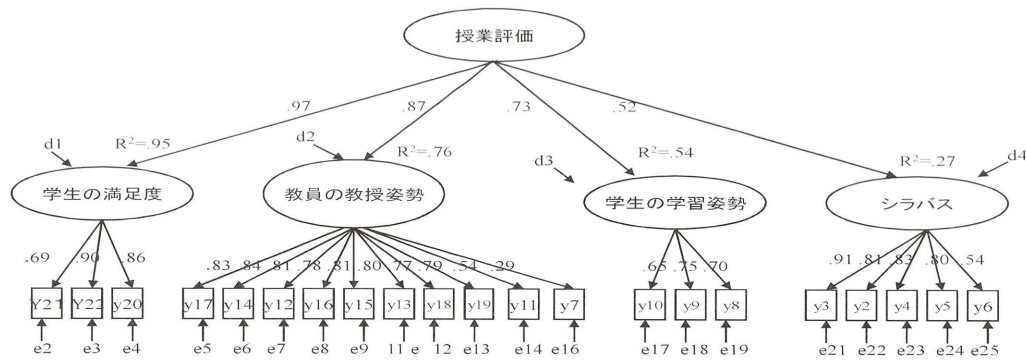 授業評価
.97 .87 .73 .52
d1 R²=.95 d2 R²=.76 d3 R²=.54 R²=.27 d4
学生の満足度 教員の教授姿勢 学生の学習姿勢 シラバス
.69 .90 .86 .83 .84 .81 .78 .81 .80 .77 .79 .54 .29 .65 .75 .70 .91 .81 .83 .80 .54
Y21 Y22 y20 y17 y14 y12 y16 y15 y13 y18 y19 y11 y7 y10 y9 y8 y3 y2 y4 y5 y6
e2 e3 e4 e5 e6 e7 e8 e9 11 e 12 e13 e14 e16 e17 e18 e19 e21 e22 e23 e24 e25